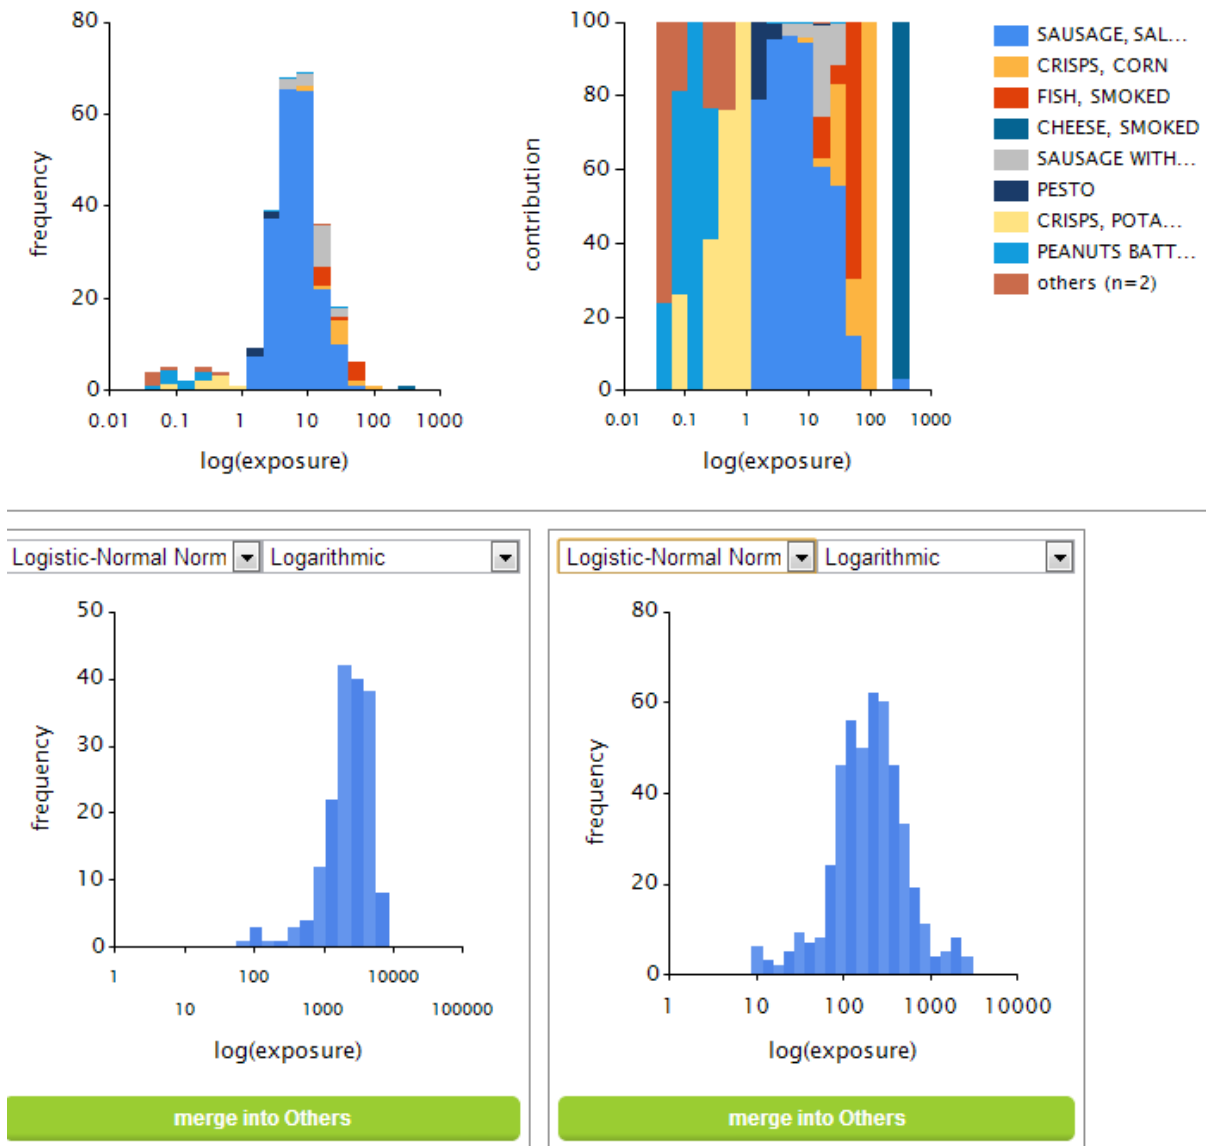 80
60
40
20
0
frequency
0.01 0.1 1 10 100 1000
log(exposure)
100
80
60
40
20
0
contribution
0.01 0.1 1 10 100 1000
log(exposure)
SAUSAGE, SAL...
CRISPS, CORN
FISH, SMOKED
CHEESE, SMOKED
SAUSAGE WITH...
PESTO
CRISPS, POTA...
PEANUTS BATT...
others (n=2)
Logistic-Normal Norm Logarithmic
50
40
30
20
10
0
frequency
1 100 10000
10 1000 100000
log(exposure)
merge into Others
Logistic-Normal Norm Logarithmic
80
60
40
20
0
frequency
1 10 100 1000 10000
log(exposure)
merge into Others